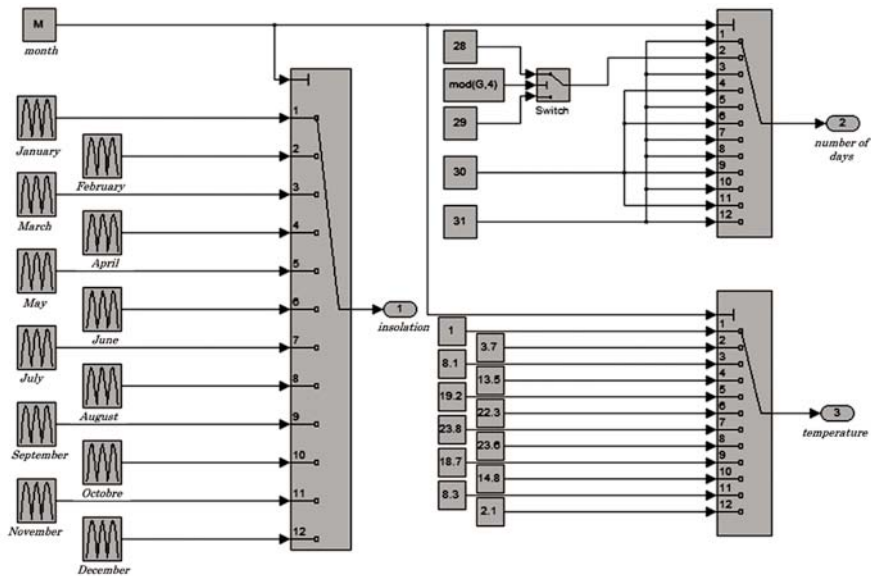 M
month
1
2
3
4
5
6
7
8
9
10
11
12
January
February
March
April
May
June
July
August
September
Octobre
November
December
1
insolation
28
mod(G,4)
29
Switch
30
31
1
2
3
4
5
6
7
8
9
10
11
12
2
number of
days
1
3.7
8.1
13.5
19.2
22.3
23.8
23.6
18.7
14.8
8.3
2.1
1
2
3
4
5
6
7
8
9
10
11
12
3
temperature